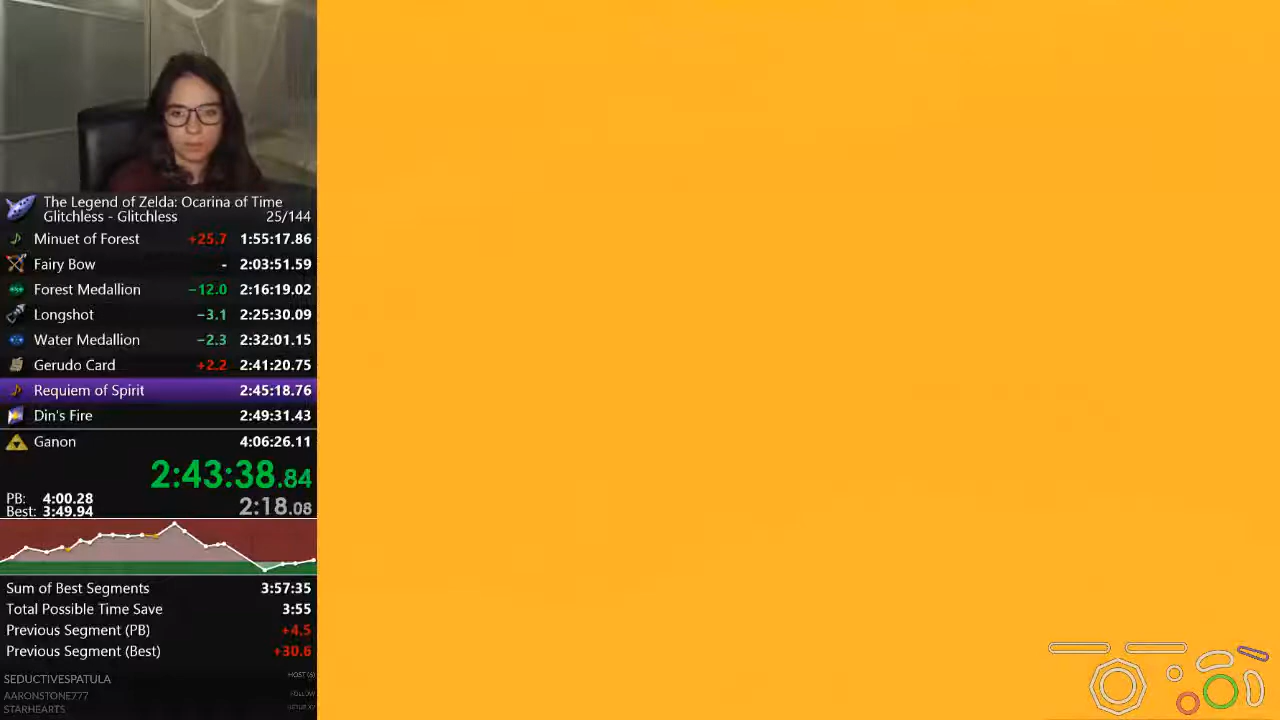 The Legend of Zelda: Ocarina of Time
Glitchless - Glitchless 25/144
Minuet of Forest +25.7 1:55:17.86
Fairy Bow - 2:03:51.59
Forest Medallion −12.0 2:16:19.02
Longshot −3.1 2:25:30.09
Water Medallion −2.3 2:32:01.15
Gerudo Card +2.2 2:41:20.75
Requiem of Spirit 2:45:18.76
Din's Fire 2:49:31.43
Ganon 4:06:26.11
2:43:38.84
PB: 4:00.28
Best: 3:49.94
2:18.08
Sum of Best Segments 3:57:35
Total Possible Time Save 3:55
Previous Segment (PB) +4.5
Previous Segment (Best) +30.6
SEDUCTIVESPATULA
AARONSTONE777 FOLLOW
STARHEARTS